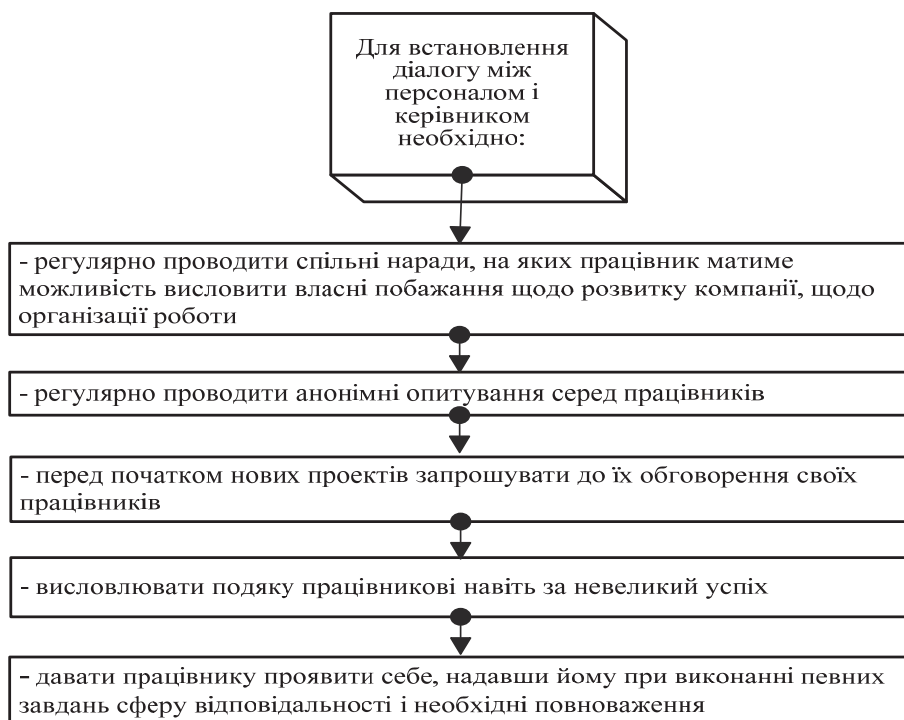 Для встановлення
діалогу між
персоналом і
керівником
необхідно:
- регулярно проводити спільні наради, на яких працівник матиме
можливість висловити власні побажання щодо розвитку компанії, щодо
організації роботи
- регулярно проводити анонімні опитування серед працівників
- перед початком нових проектів запрошувати до їх обговорення своїх
працівників
- висловлювати подяку працівникові навіть за невеликий успіх
- давати працівнику проявити себе, надавши йому при виконанні певних
завдань сферу відповідальності і необхідні повноваження